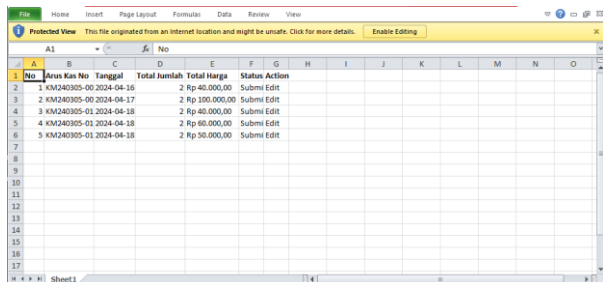 File Home Insert Page Layout Formulas Data Review View
Protected View This file originated from an Internet location and might be unsafe. Click for more details. Enable Editing
A1 fx No
A B C D E F G H I J K L M N O
1 No Arus Kas No Tanggal Total Jumlah Total Harga Status Action
2 1 KM240305-00 2024-04-16 2 Rp 40.000,00 Submi Edit
3 2 KM240305-00 2024-04-17 2 Rp 100.000,00 Submi Edit
4 3 KM240305-01 2024-04-18 2 Rp 40.000,00 Submi Edit
5 4 KM240305-01 2024-04-18 2 Rp 60.000,00 Submi Edit
6 5 KM240305-01 2024-04-18 2 Rp 50.000,00 Submi Edit
7
8
9
10
11
12
13
14
15
16
17
Sheet1